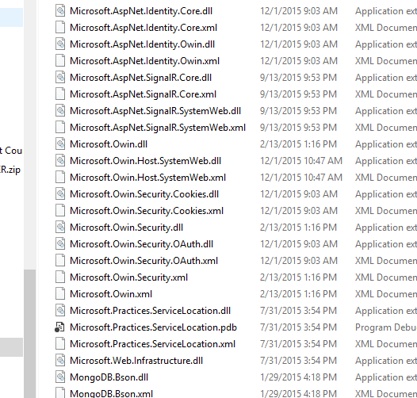 Microsoft.AspNet.Identity.Core.dll 12/1/2015 9:03 AM Application ext
Microsoft.AspNet.Identity.Core.xml 12/1/2015 9:03 AM XML Documen
Microsoft.AspNet.Identity.Owin.dll 12/1/2015 9:03 AM Application ext
Microsoft.AspNet.Identity.Owin.xml 12/1/2015 9:03 AM XML Documen
Microsoft.AspNet.SignalR.Core.dll 9/13/2015 9:53 PM Application ext
Microsoft.AspNet.SignalR.Core.xml 9/13/2015 9:53 PM XML Documen
Microsoft.AspNet.SignalR.SystemWeb.dll 9/13/2015 9:53 PM Application ext
Microsoft.AspNet.SignalR.SystemWeb.xml 9/13/2015 9:53 PM XML Documen
Microsoft.Owin.dll 2/13/2015 1:16 PM Application ext
t Cou
Microsoft.Owin.Host.SystemWeb.dll 12/1/2015 10:47 AM Application ext
R.zip
Microsoft.Owin.Host.SystemWeb.xml 12/1/2015 10:47 AM XML Documen
Microsoft.Owin.Security.Cookies.dll 12/1/2015 9:03 AM Application ext
Microsoft.Owin.Security.Cookies.xml 12/1/2015 9:03 AM XML Documen
Microsoft.Owin.Security.dll 2/13/2015 1:16 PM Application ext
Microsoft.Owin.Security.OAuth.dll 12/1/2015 9:03 AM Application ext
Microsoft.Owin.Security.OAuth.xml 12/1/2015 9:03 AM XML Documen
Microsoft.Owin.Security.xml 2/13/2015 1:16 PM XML Documen
Microsoft.Owin.xml 2/13/2015 1:16 PM XML Documen
Microsoft.Practices.ServiceLocation.dll 7/31/2015 3:54 PM Application ext
Microsoft.Practices.ServiceLocation.pdb 7/31/2015 3:54 PM Program Debu
Microsoft.Practices.ServiceLocation.xml 7/31/2015 3:54 PM XML Documen
Microsoft.Web.Infrastructure.dll 7/31/2015 3:54 PM Application ext
MongoDB.Bson.dll 1/29/2015 4:18 PM Application ext
MongoDB.Bson.xml 1/29/2015 4:18 PM XML Documen